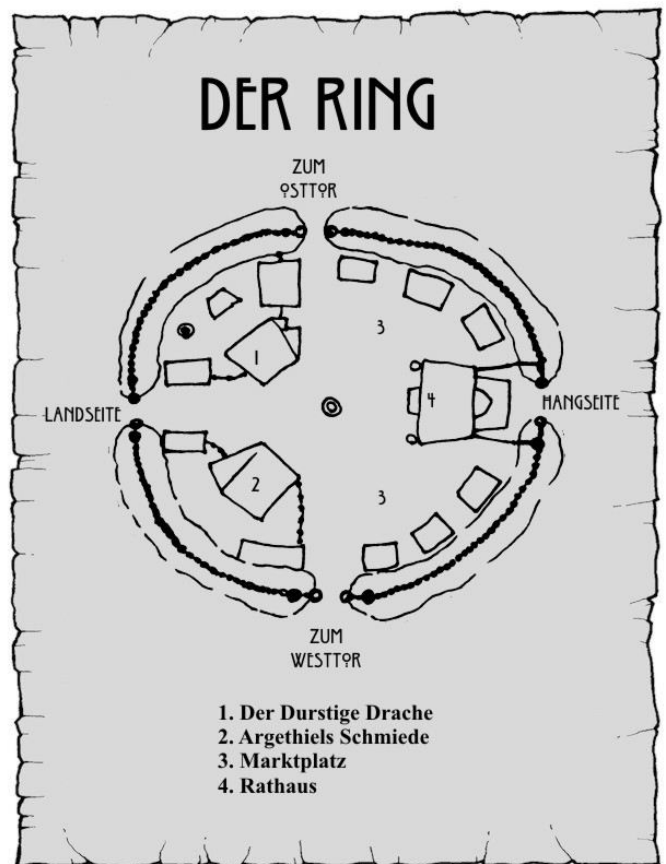 DER RING
ZUM
OSTTOR
1
3
4
LANDSEITE
HANGSEITE
2
3
ZUM
WESTTOR
1. Der Durstige Drache
2. Argethiels Schmiede
3. Marktplatz
4. Rathaus